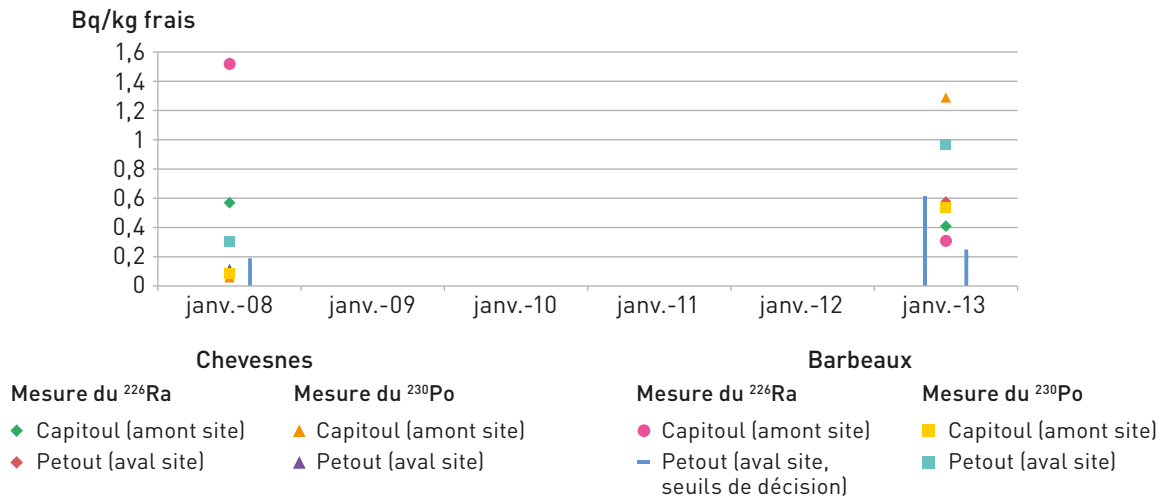 Bq/kg frais
1,6
1,4
1,2
1
0,8
0,6
0,4
0,2
0
janv.-08 janv.-09 janv.-10 janv.-11 janv.-12 janv.-13
Chevesnes
Mesure du ²²⁶Ra
Capitoul (amont site)
Petout (aval site)
Mesure du ²³⁰Po
Capitoul (amont site)
Petout (aval site)
Barbeaux
Mesure du ²²⁶Ra
Capitoul (amont site)
Petout (aval site,
seuils de décision)
Mesure du ²³⁰Po
Capitoul (amont site)
Petout (aval site)